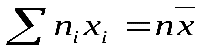 ∑ nᵢxᵢ = nx̄